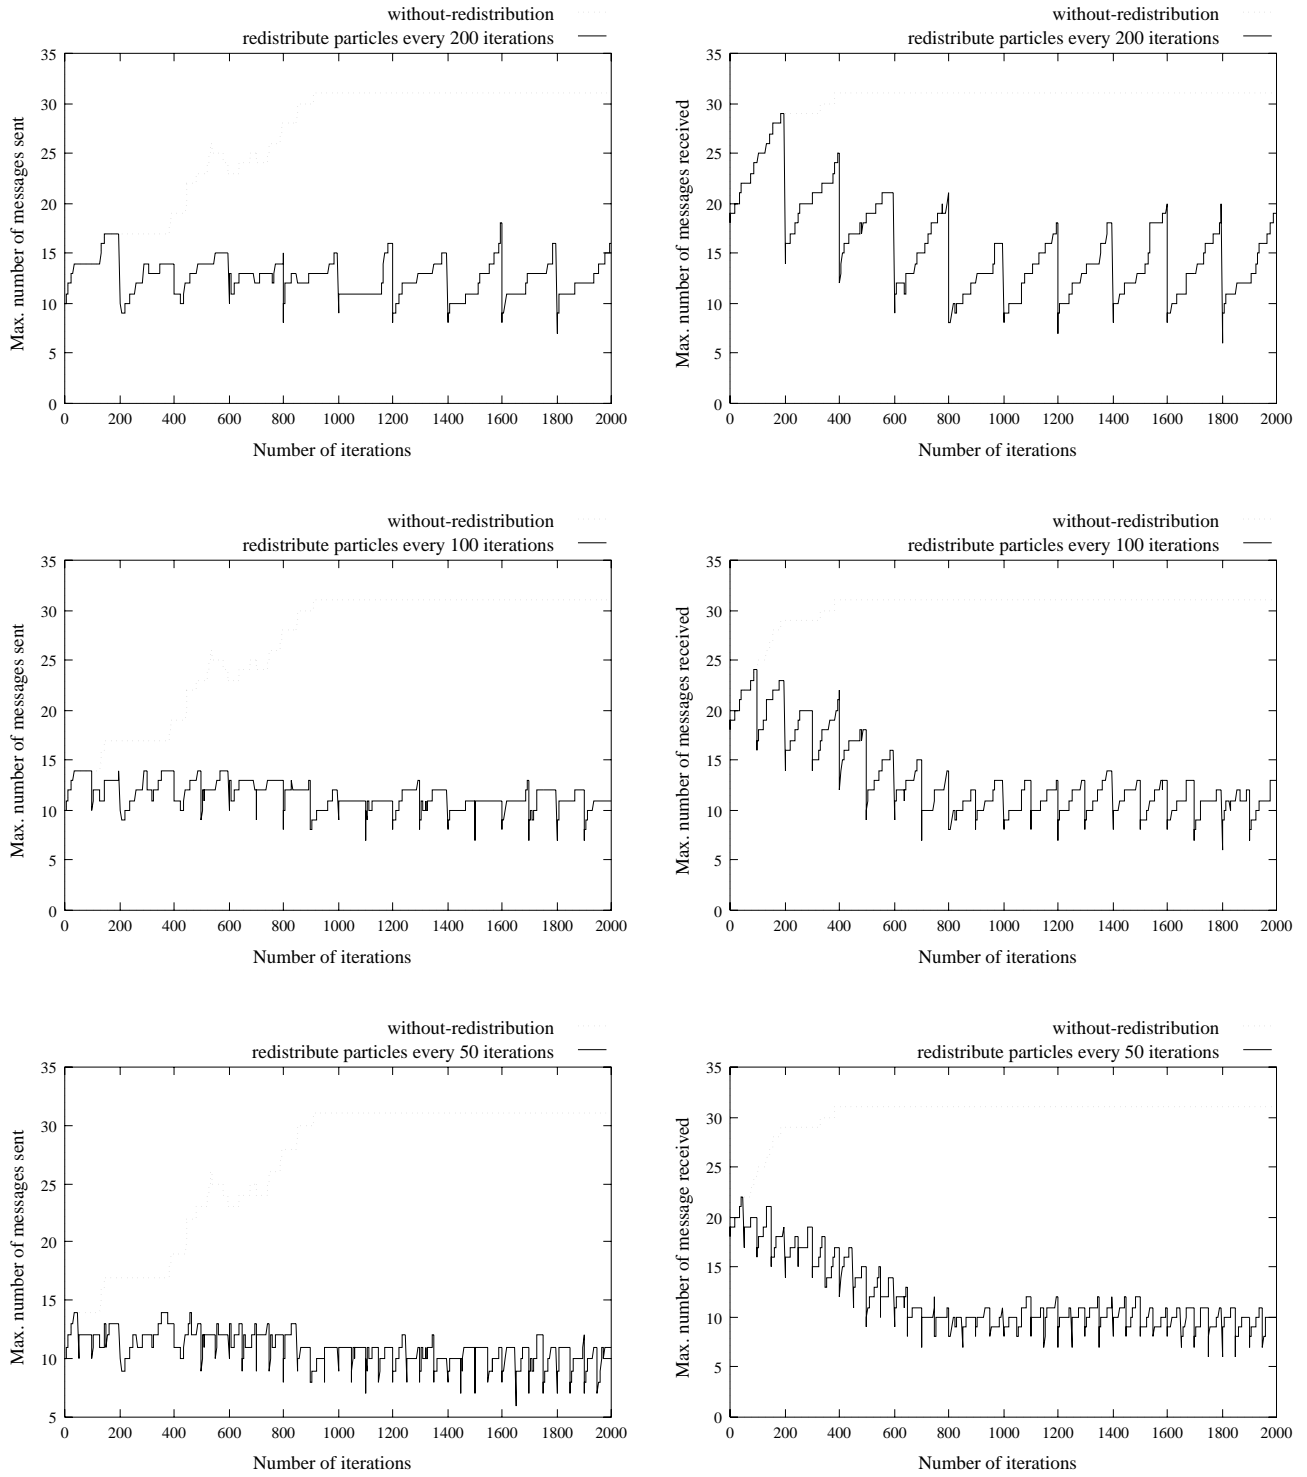 without-redistribution
redistribute particles every 200 iterations
35
30
25
20
15
10
5
0
Max. number of messages sent
0 200 400 600 800 1000 1200 1400 1600 1800 2000
Number of iterations
without-redistribution
redistribute particles every 200 iterations
35
30
25
20
15
10
5
0
Max. number of messages received
0 200 400 600 800 1000 1200 1400 1600 1800 2000
Number of iterations
without-redistribution
redistribute particles every 100 iterations
35
30
25
20
15
10
5
0
Max. number of messages sent
0 200 400 600 800 1000 1200 1400 1600 1800 2000
Number of iterations
without-redistribution
redistribute particles every 100 iterations
35
30
25
20
15
10
5
0
Max. number of messages received
0 200 400 600 800 1000 1200 1400 1600 1800 2000
Number of iterations
without-redistribution
redistribute particles every 50 iterations
35
30
25
20
15
10
5
Max. number of messages sent
0 200 400 600 800 1000 1200 1400 1600 1800 2000
Number of iterations
without-redistribution
redistribute particles every 50 iterations
35
30
25
20
15
10
5
0
Max. number of message received
0 200 400 600 800 1000 1200 1400 1600 1800 2000
Number of iterations